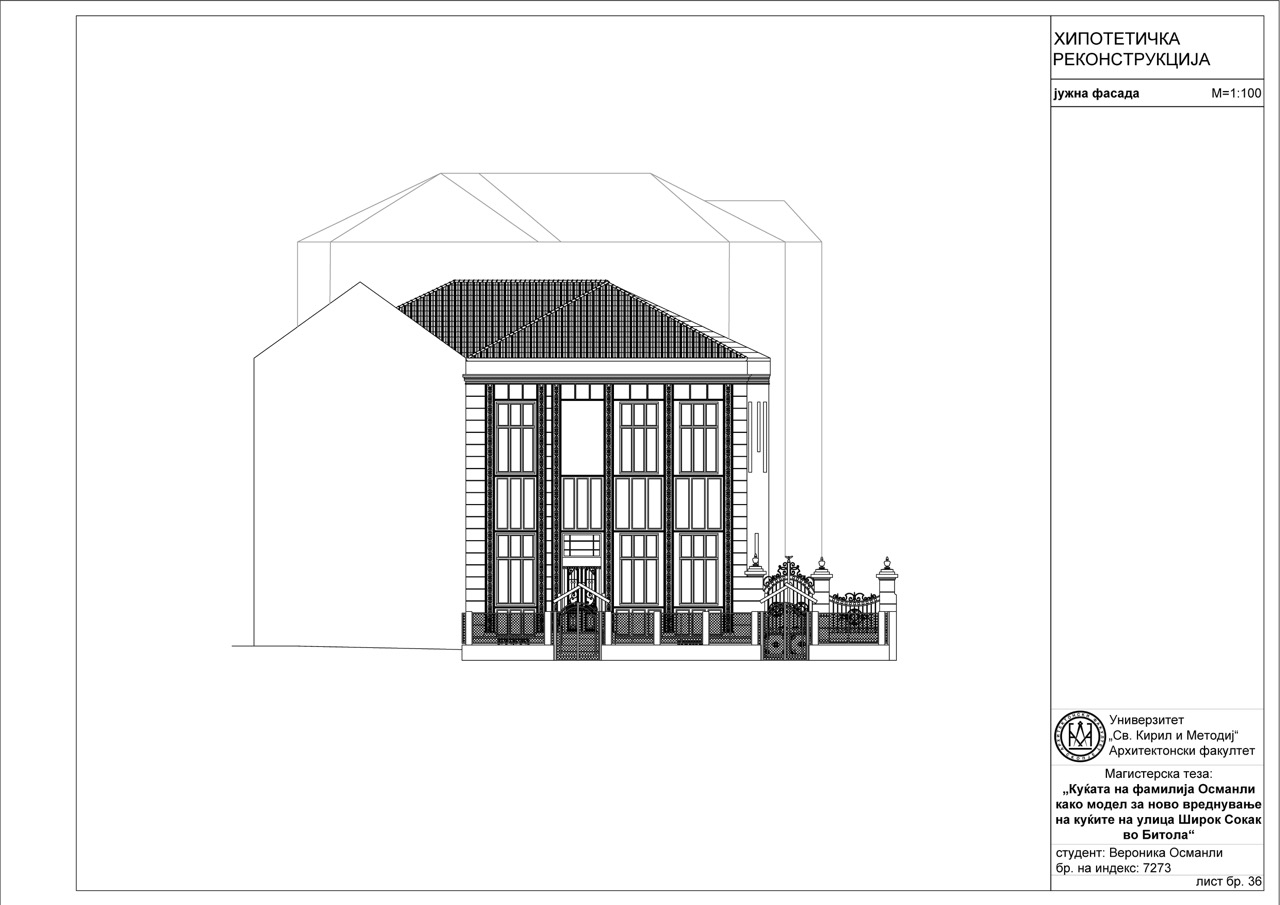 ХИПОТЕТИЧКА
РЕКОНСТРУКЦИЈА
јужна фасада М=1:100
Универзитет
„Св. Кирил и Методиј“
Архитектонски факултет
Магистерска теза:
„Куќата на фамилија Османли
како модел за ново вреднување
на куќите на улица Широк Сокак
во Битола“
студент: Вероника Османли
бр. на индекс: 7273
лист бр. 36